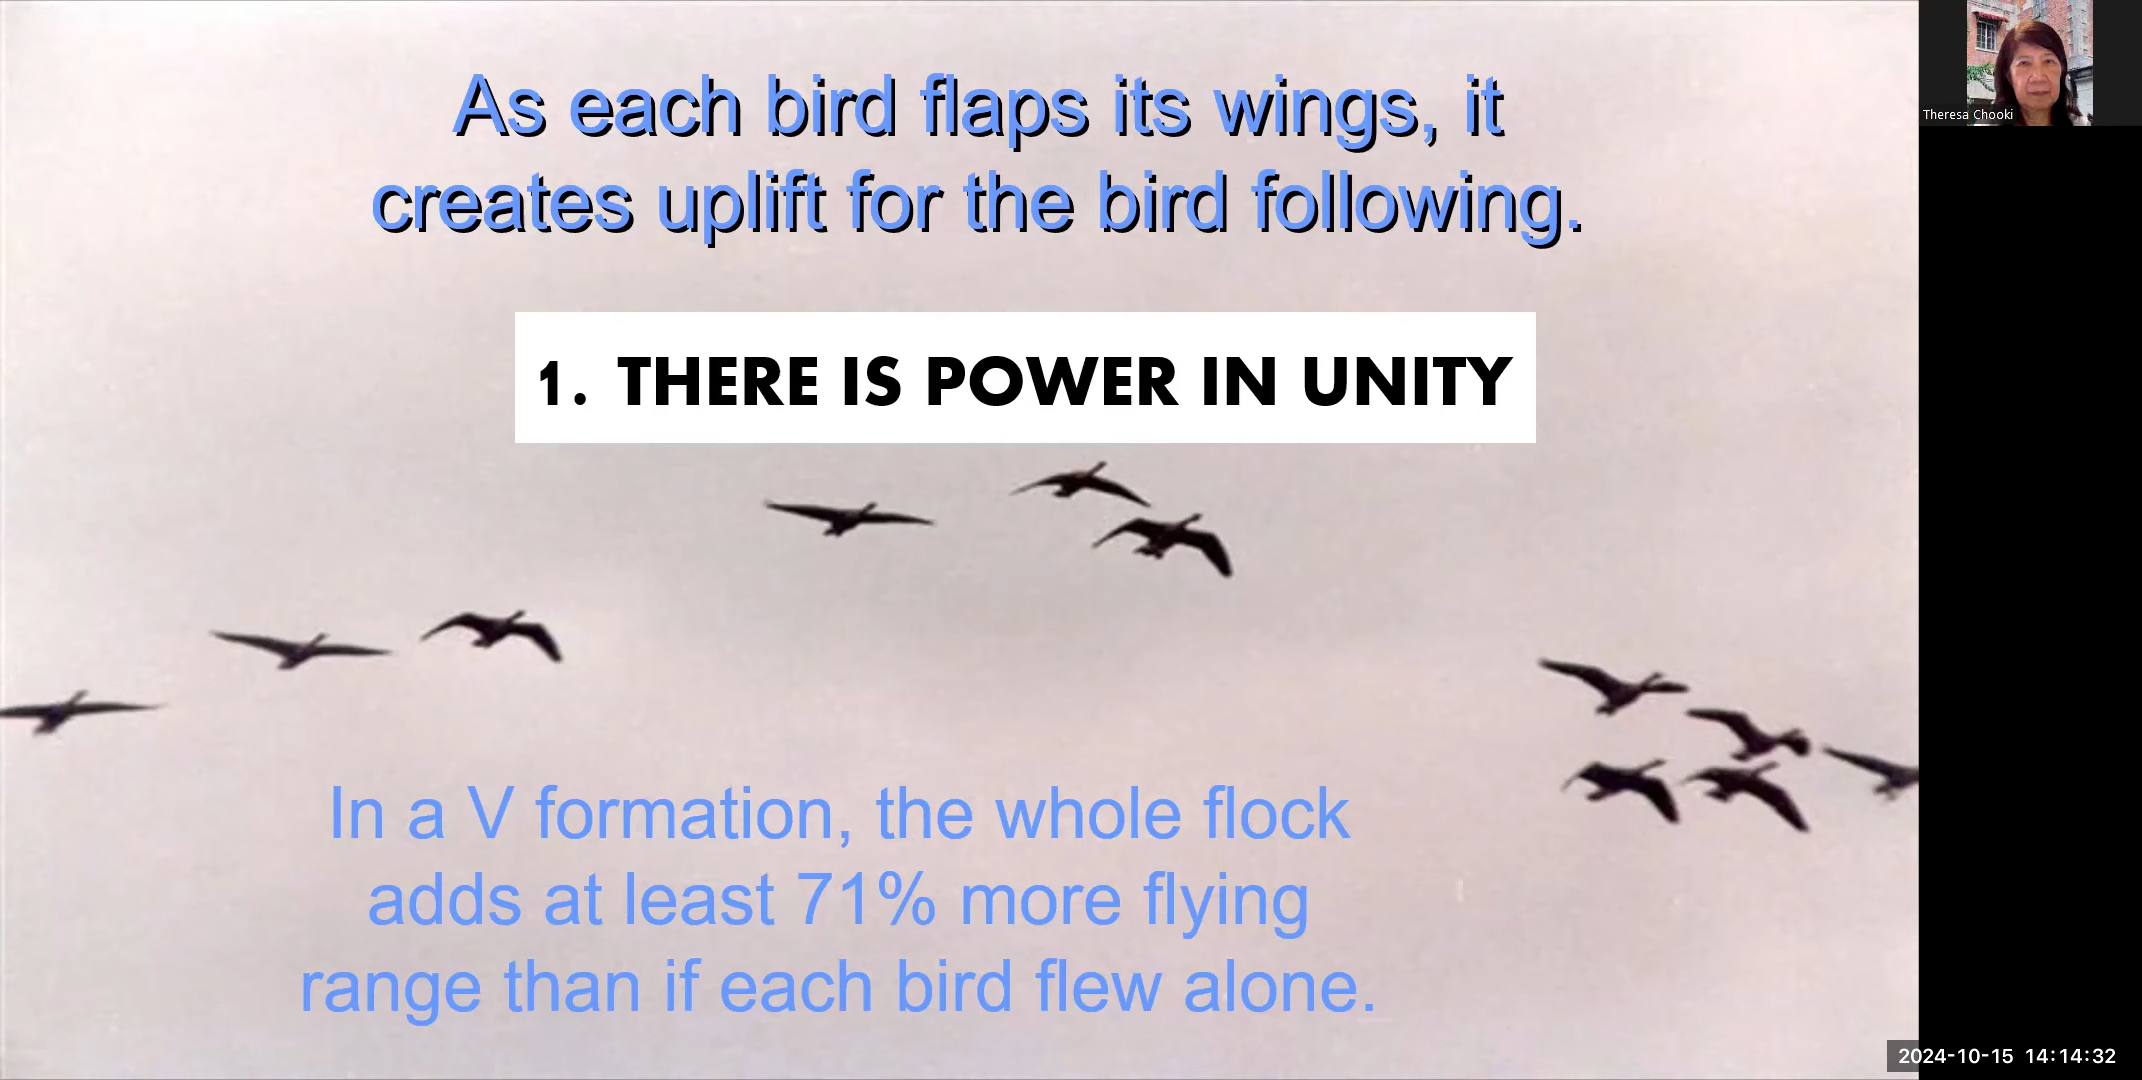 As each bird flaps its wings, it
creates uplift for the bird following.
1. THERE IS POWER IN UNITY
In a V formation, the whole flock
adds at least 71% more flying
range than if each bird flew alone.
Theresa Chooki
2024-10-15 14:14:32